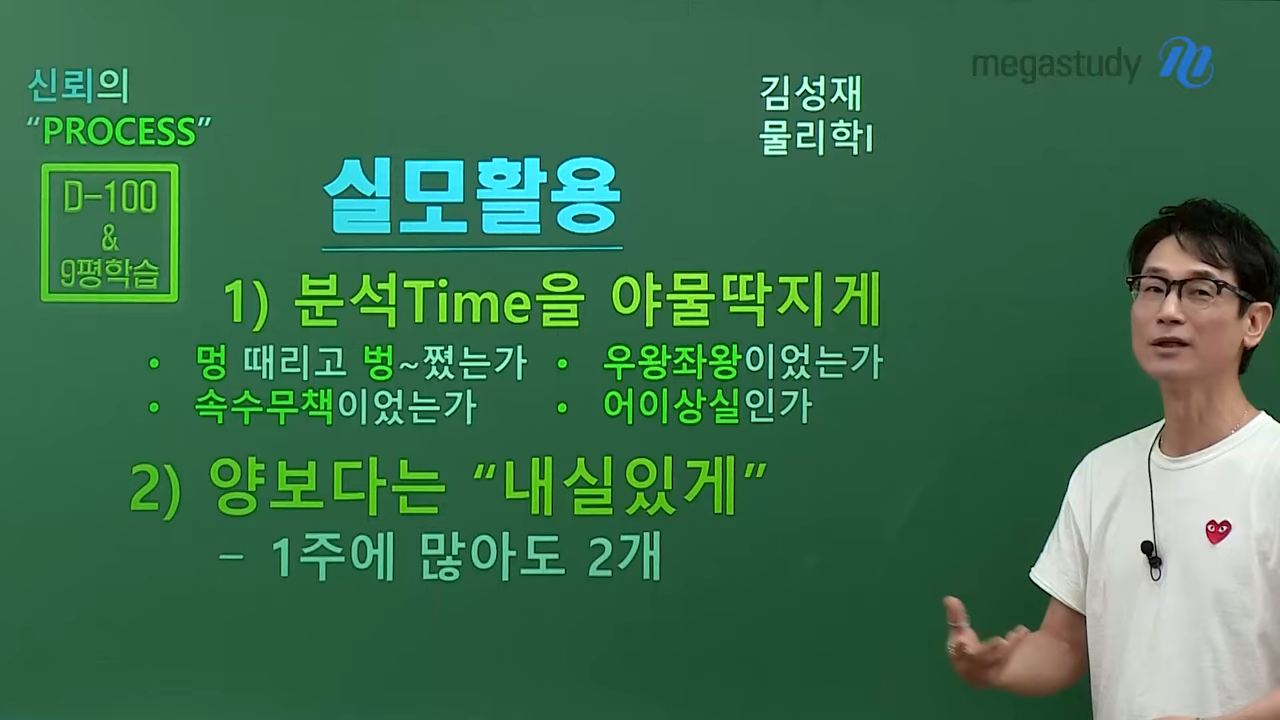 신뢰의
“PROCESS”
D-100
&
9평학습
megastudy
김성재
물리학I
실모활용
1) 분석Time을 야물딱지게
• 멍 때리고 벙~쪘는가 • 우왕좌왕이었는가
• 속수무책이었는가 • 어이상실인가
2) 양보다는 “내실있게”
- 1주에 많아도 2개